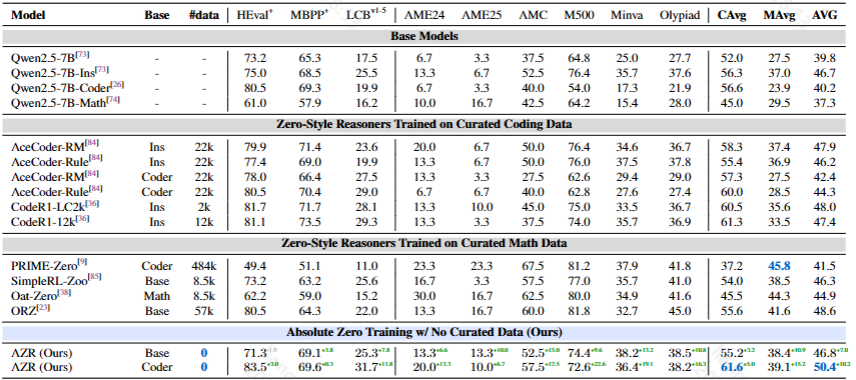 Model Base #data HEval+ MBPP+ LCBv1-5 AME24 AME25 AMC M500 Minva Olypiad CAvg MAvg AVG
Base Models
Qwen2.5-7B[73] - - 73.2 65.3 17.5 6.7 3.3 37.5 64.8 25.0 27.7 52.0 27.5 39.8
Qwen2.5-7B-Ins[73] - - 75.0 68.5 25.5 13.3 6.7 52.5 76.4 35.7 37.6 56.3 37.0 46.7
Qwen2.5-7B-Coder[26] - - 80.5 69.3 19.9 6.7 3.3 40.0 54.0 17.3 21.9 56.6 23.9 40.2
Qwen2.5-7B-Math[74] - - 61.0 57.9 16.2 10.0 16.7 42.5 64.2 15.4 28.0 45.0 29.5 37.3
Zero-Style Reasoners Trained on Curated Coding Data
AceCoder-RM[84] Ins 22k 79.9 71.4 23.6 20.0 6.7 50.0 76.4 34.6 36.7 58.3 37.4 47.9
AceCoder-Rule[84] Ins 22k 77.4 69.0 19.9 13.3 6.7 50.0 76.0 37.5 37.8 55.4 36.9 46.2
AceCoder-RM[84] Coder 22k 78.0 66.4 27.5 13.3 3.3 27.5 62.6 29.4 29.0 57.3 27.5 42.4
AceCoder-Rule[84] Coder 22k 80.5 70.4 29.0 6.7 6.7 40.0 62.8 27.6 27.4 60.0 28.5 44.3
CodeR1-LC2k[36] Ins 2k 81.7 71.7 28.1 13.3 10.0 45.0 75.0 33.5 36.7 60.5 35.6 48.0
CodeR1-12k[36] Ins 12k 81.1 73.5 29.3 13.3 3.3 37.5 74.0 35.7 36.9 61.3 33.5 47.4
Zero-Style Reasoners Trained on Curated Math Data
PRIME-Zero[9] Coder 484k 49.4 51.1 11.0 23.3 23.3 67.5 81.2 37.9 41.8 37.2 45.8 41.5
SimpleRL-Zoo[85] Base 8.5k 73.2 63.2 25.6 16.7 3.3 57.5 77.0 35.7 41.0 54.0 38.5 46.3
Oat-Zero[38] Math 8.5k 62.2 59.0 15.2 30.0 16.7 62.5 80.0 34.9 41.6 45.5 44.3 44.9
ORZ[23] Base 57k 80.5 64.3 22.0 13.3 16.7 60.0 81.8 32.7 45.0 55.6 41.6 48.6
Absolute Zero Training w/ No Curated Data (Ours)
AZR (Ours) Base 0 71.3-1.9 69.1+3.8 25.3+7.8 13.3+6.6 13.3+10.0 52.5+15.0 74.4+9.6 38.2+13.2 38.5+10.8 55.2+3.2 38.4+10.9 46.8+7.0
AZR (Ours) Coder 0 83.5+3.0 69.6+0.3 31.7+11.8 20.0+13.3 10.0+6.7 57.5+17.5 72.6+22.6 36.4+19.1 38.2+16.3 61.6+5.0 39.1+15.2 50.4+10.2